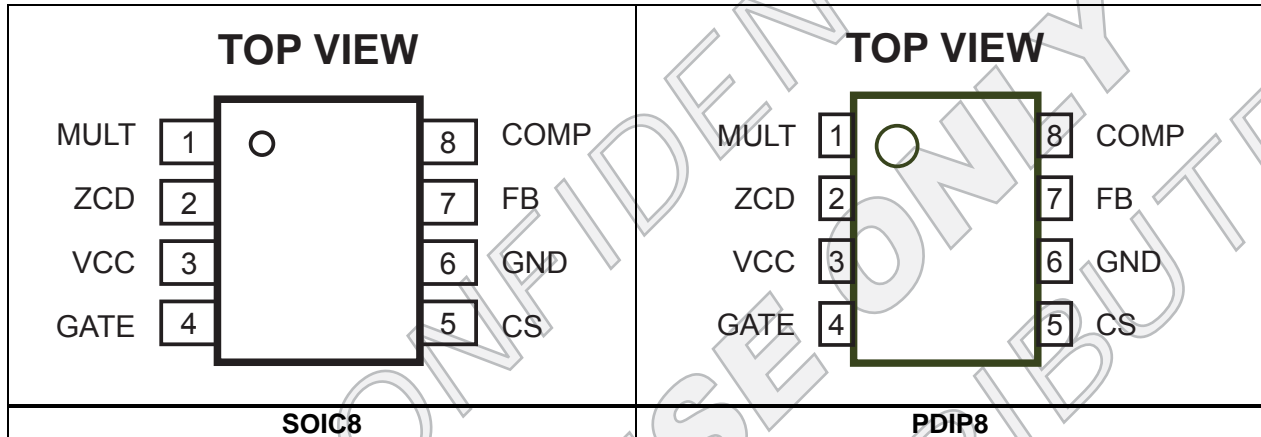 TOP VIEW
MULT 1 8 COMP
ZCD 2 7 FB
VCC 3 6 GND
GATE 4 5 CS
SOIC8
TOP VIEW
MULT 1 8 COMP
ZCD 2 7 FB
VCC 3 6 GND
GATE 4 5 CS
PDIP8